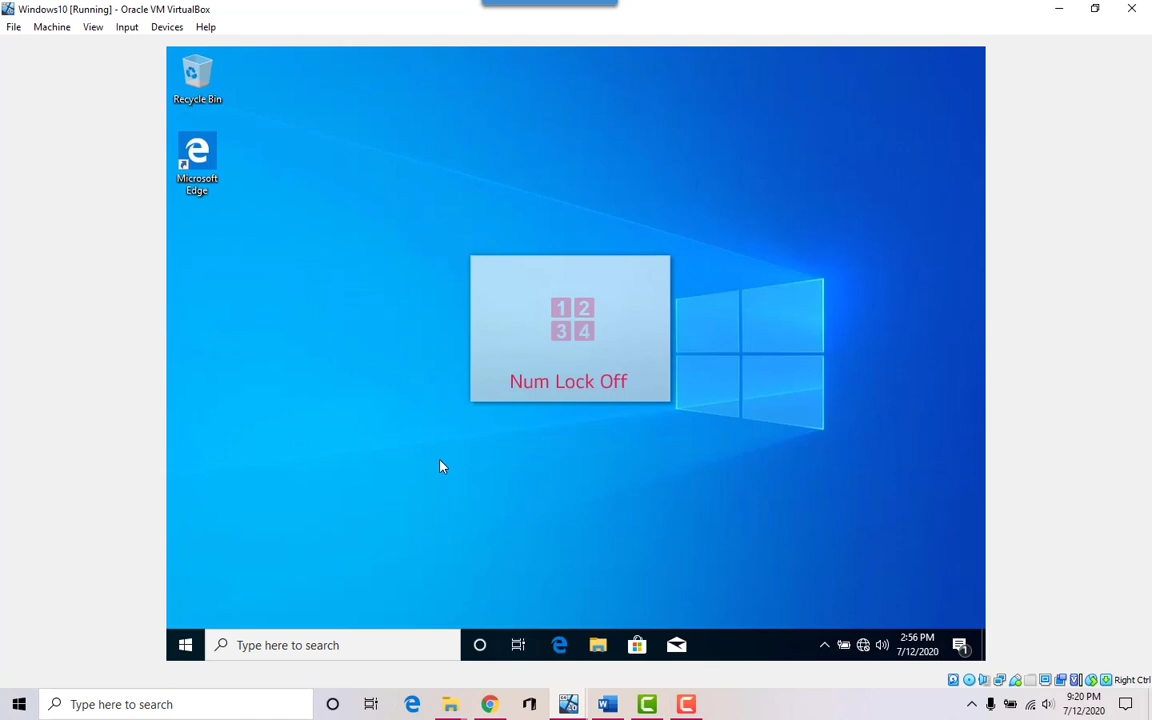 Windows10 [Running] - Oracle VM VirtualBox
File Machine View Input Devices Help
Recycle Bin
Microsoft
Edge
1 2
3 4
Num Lock Off
Type here to search
2:56 PM
7/12/2020
1
Right Ctrl
Type here to search
9:20 PM
7/12/2020